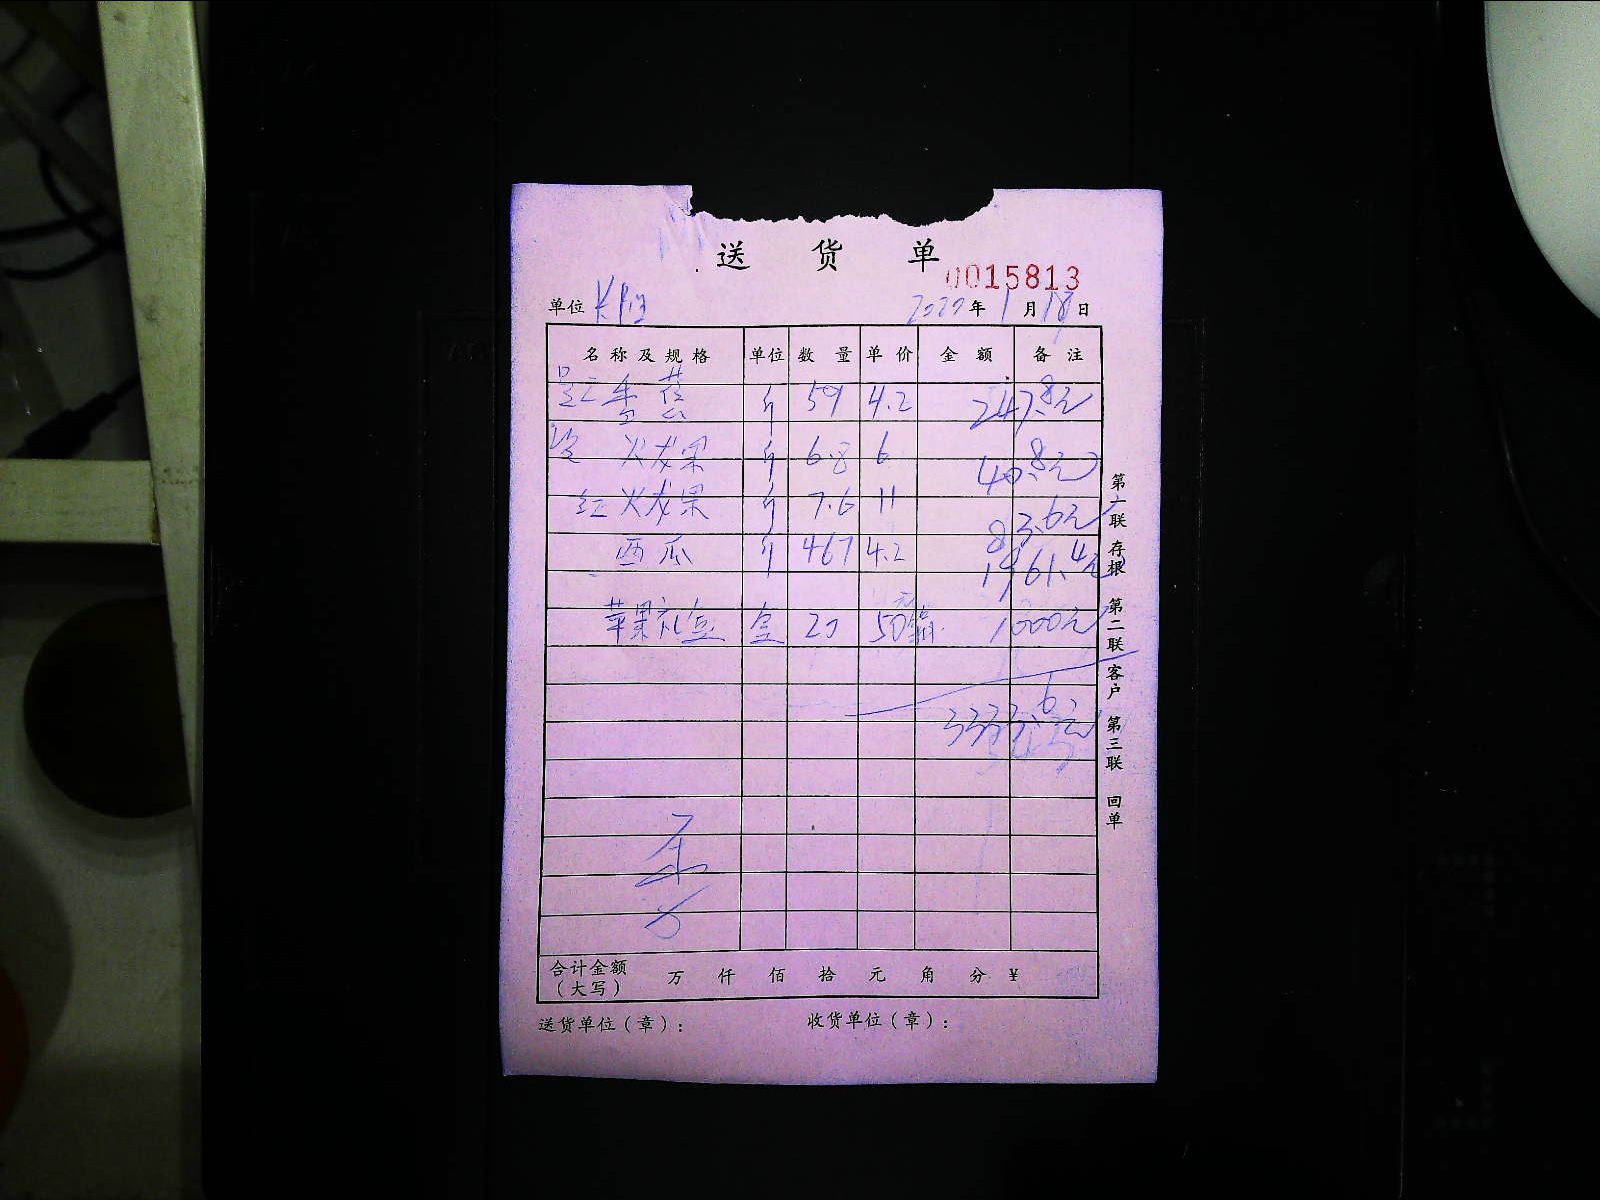 送 货 单
0015813
单位 2020年1月18日
名称及规格 单位 数量 单价 金额 备注
香蕉 斤 59 4.2 247.8元
火龙果 斤 6.8 6 40.8元
红火龙果 斤 7.6 11 83.6元
西瓜 斤 467 4.2 1961.4元
苹果礼盒 盒 20 50元 1000元
3333.6元
合计金额（大写） 万 仟 佰 拾 元 角 分 ¥
送货单位（章）： 收货单位（章）：
第一联 存根 第二联 客户 第三联 回单